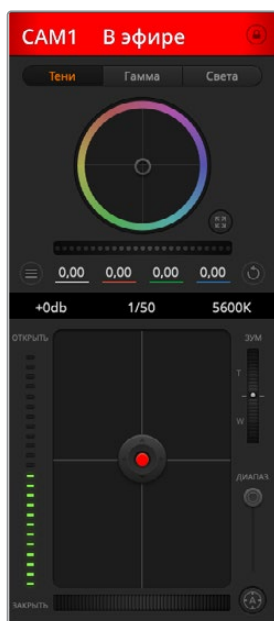 CAM1 В эфире
Тени Гамма Света
0,00 0,00 0,00 0,00
+0db 1/50 5600K
ОТКРЫТЬ ЗУМ
T
W
ДИАПАЗ.
A
ЗАКРЫТЬ